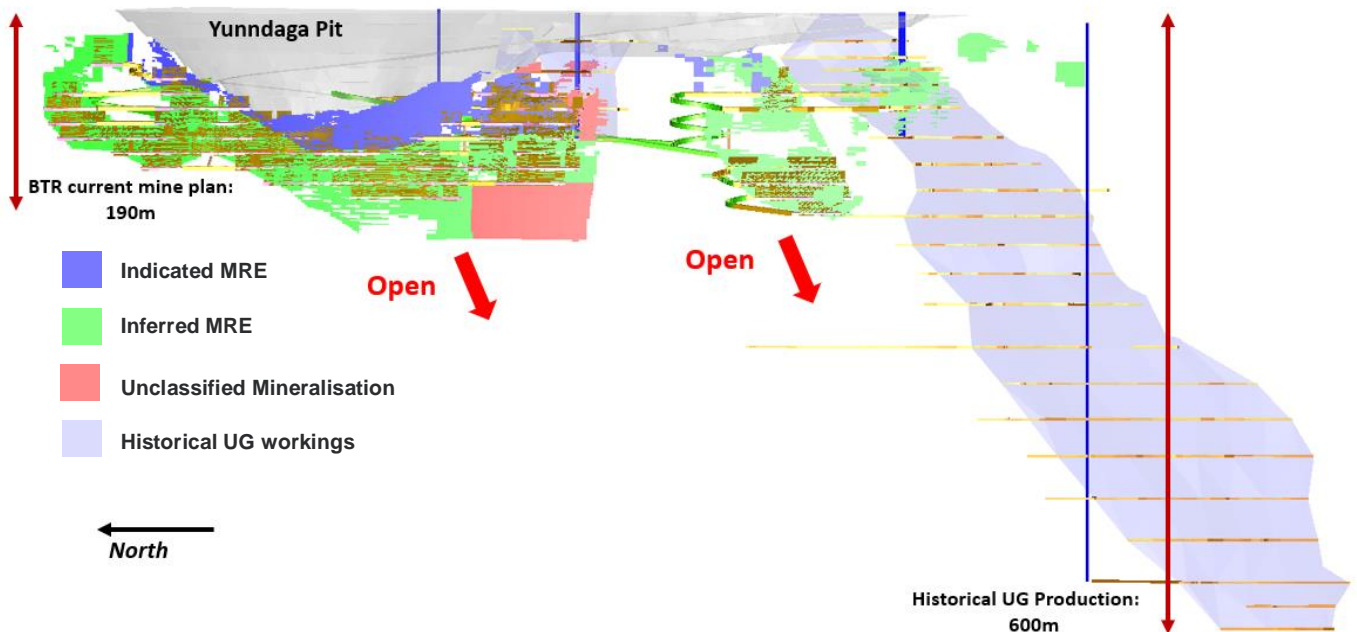 Yunndaga Pit
BTR current mine plan:
190m
Open
Open
Indicated MRE
Inferred MRE
Unclassified Mineralisation
Historical UG workings
North
Historical UG Production:
600m